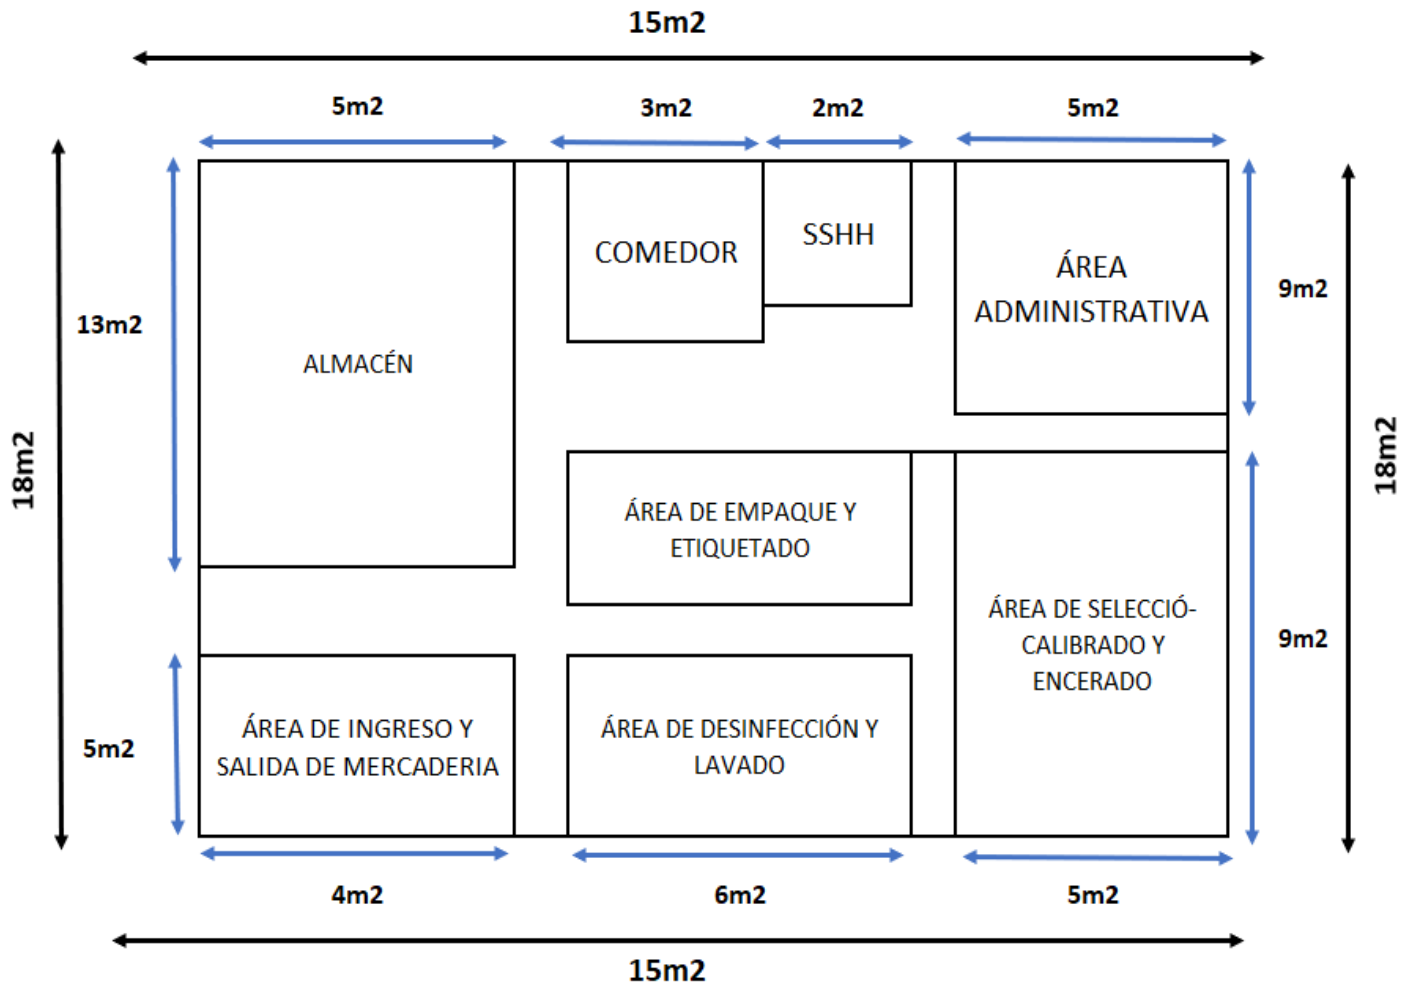 15m2
5m2
3m2
2m2
5m2
COMEDOR
SSHH
ÁREA
ADMINISTRATIVA
9m2
13m2
ALMACÉN
18m2
18m2
ÁREA DE EMPAQUE Y
ETIQUETADO
ÁREA DE SELECCIÓ-
CALIBRADO Y
ENCERADO
9m2
5m2
ÁREA DE INGRESO Y
SALIDA DE MERCADERIA
ÁREA DE DESINFECCIÓN Y
LAVADO
4m2
6m2
5m2
15m2